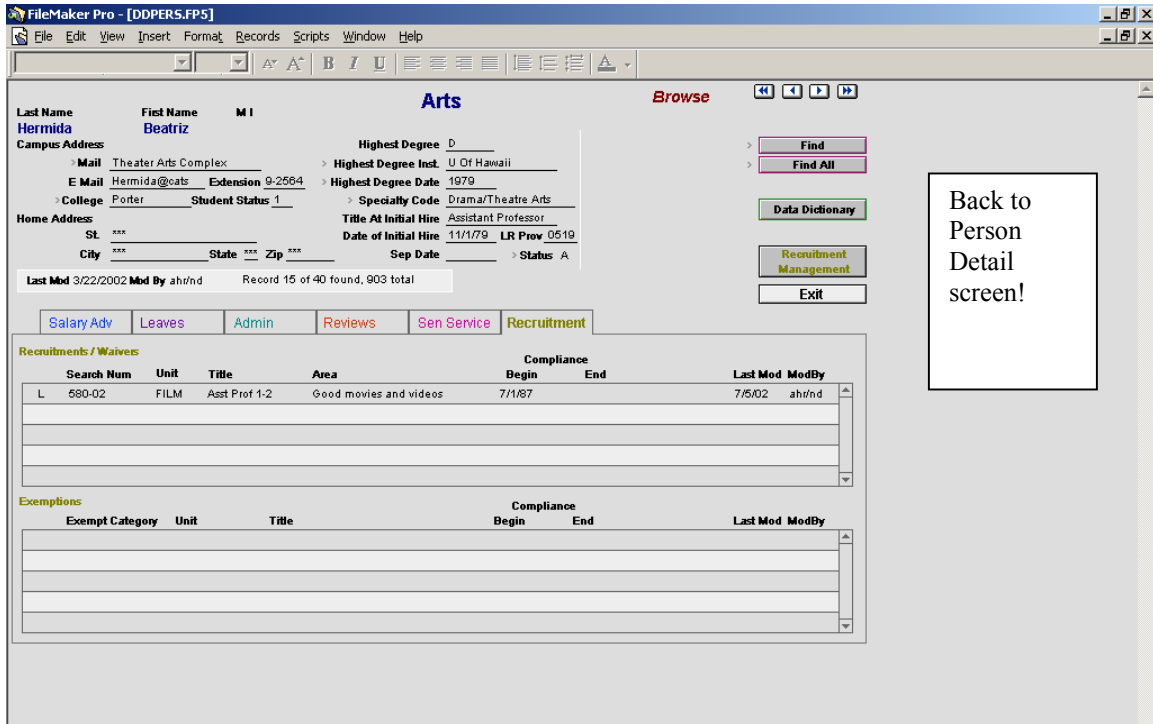 FileMaker Pro - [DDPERS.FP5]
File Edit View Insert Format Records Scripts Window Help
Arts Browse
Last Name First Name M I
Hermida Beatriz
Campus Address Highest Degree D
Mail Theater Arts Complex Highest Degree Inst. U Of Hawaii
E Mail Hermida@cats Extension 9-2564 Highest Degree Date 1979
College Porter Student Status 1 Specialty Code Drama/Theatre Arts
Home Address Title At Initial Hire Assistant Professor
St. *** Date of Initial Hire 11/1/79 LR Prov 0519
City *** State *** Zip *** Sep Date Status A
Last Mod 3/22/2002 Mod By ahr/nd Record 15 of 40 found, 903 total
Find
Find All
Data Dictionary
Recruitment
Management
Exit
Back to
Person
Detail
screen!
Salary Adv Leaves Admin Reviews Sen Service Recruitment
Recruitments / Waivers
Compliance
Search Num Unit Title Area Begin End Last Mod ModBy
L 580-02 FILM Asst Prof 1-2 Good movies and videos 7/1/87 7/5/02 ahr/nd
Exemptions
Compliance
Exempt Category Unit Title Begin End Last Mod ModBy